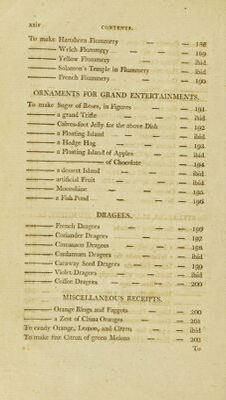 xxiv CONTENTS.
To make Hartshorn Flummery — — 188
Welch Flummery — — 189
Yellow Flummery — — ibid
Solomon's Temple in Flummery ibid
French Flummery — — 190
ORNAMENTS FOR GRAND ENTERTAINMENTS.
To make Sugar of Roses, in Figures — 191
a grand Trifle — — ibid
Calves-foot Jelly for the above Dish 192
a Floating Island — — ibid
a Hedge Hog — — 193
a Floating Island of Apples — ibid
of Chocolate — 194
a dessert Island — — ibid
artificial Fruit — — ibid
Moonshine — — 195
a Fish Pond — — 196
DRAGEES.
French Dragees — — 196
Coriander Dragees — — 197
Cinnamon Dragees — — 198
Cardamum Dragees — — ibid
Caraway Seed Dragees — — 199
Violet Dragees — — ibid
Coffee Dragees — — 200
MISCELLANEOUS RECEIPTS.
Orange Rings and Faggots — 200
a Zest of China Oranges — 201
To candy Orange, Lemon, and Citron — ibid
To make fine Citron of green Melons — 202
To